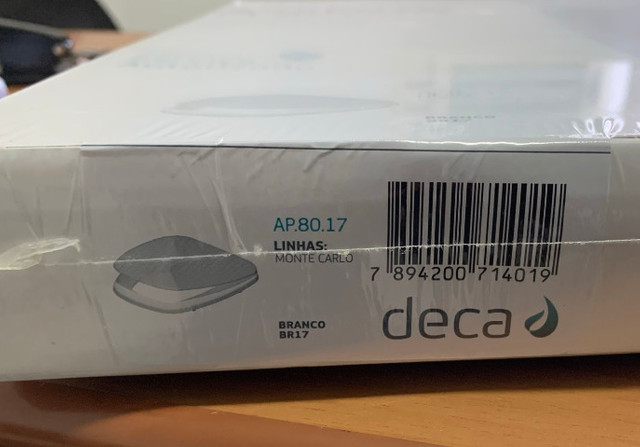 AP.80.17
LINHAS:
MONTE CARLO
BRANCO
BR17
7 894200 714019
deca